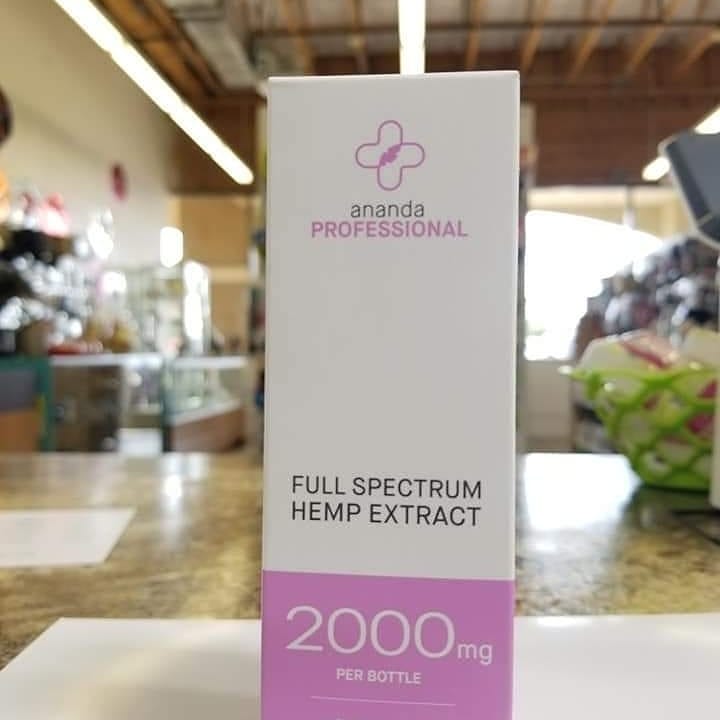 ananda
PROFESSIONAL
FULL SPECTRUM
HEMP EXTRACT
2000mg
PER BOTTLE